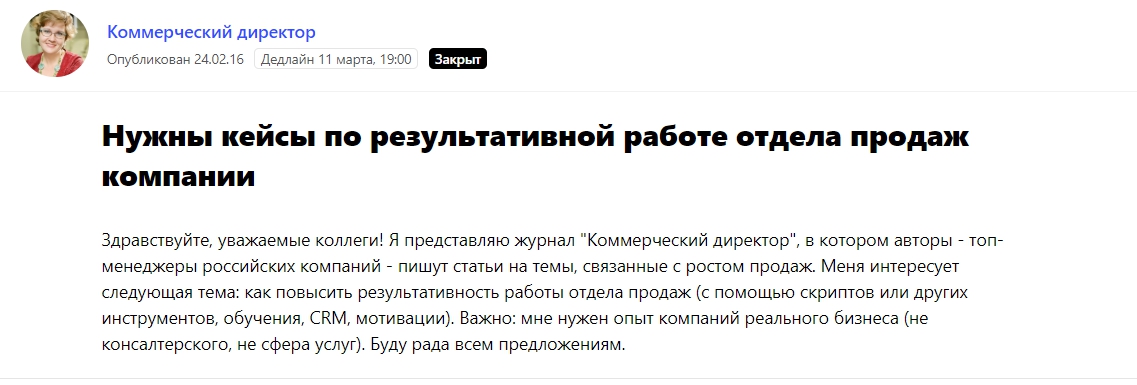 Коммерческий директор
Опубликован 24.02.16 Дедлайн 11 марта, 19:00 Закрыт
Нужны кейсы по результативной работе отдела продаж
компании
Здравствуйте, уважаемые коллеги! Я представляю журнал "Коммерческий директор", в котором авторы - топ-
менеджеры российских компаний - пишут статьи на темы, связанные с ростом продаж. Меня интересует
следующая тема: как повысить результативность работы отдела продаж (с помощью скриптов или других
инструментов, обучения, CRM, мотивации). Важно: мне нужен опыт компаний реального бизнеса (не
консалтерского, не сфера услуг). Буду рада всем предложениям.